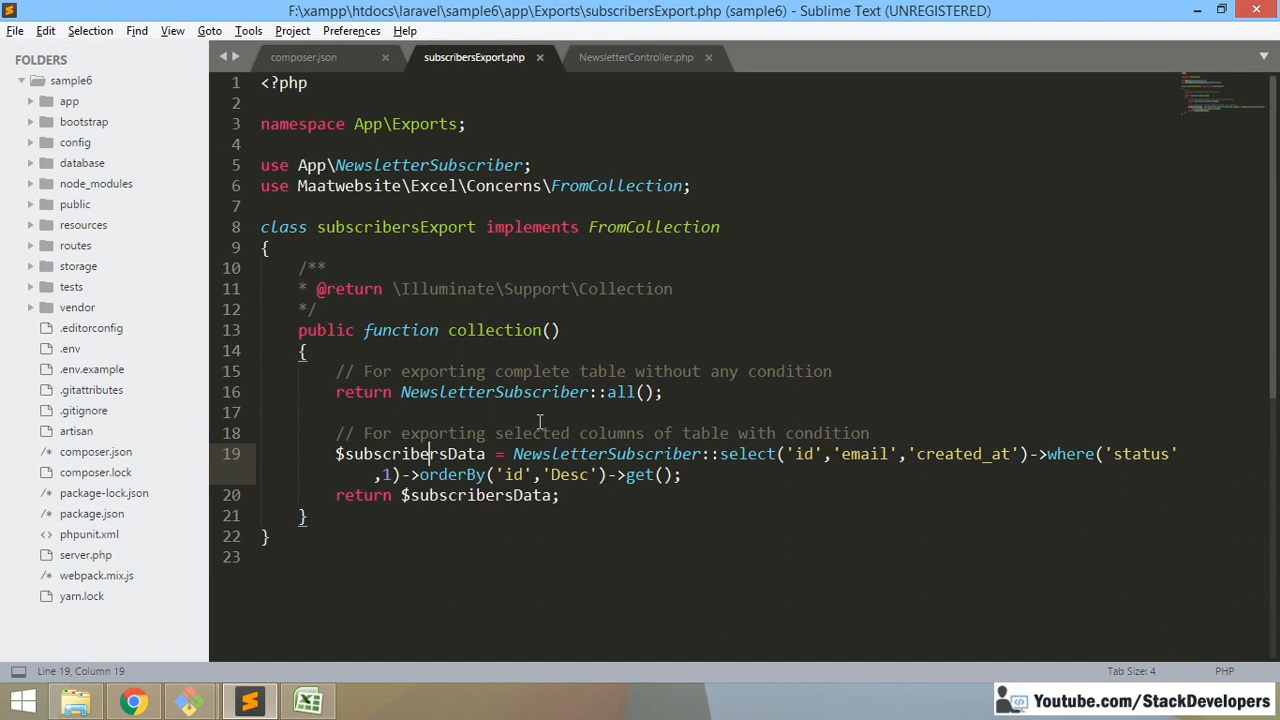 F:\xampp\htdocs\laravel\sample6\app\Exports\subscribersExport.php (sample6) - Sublime Text (UNREGISTERED)
File Edit Selection Find View Goto Tools Project Preferences Help
FOLDERS
sample6
app
bootstrap
config
database
node_modules
public
resources
routes
storage
tests
vendor
.editorconfig
.env
.env.example
.gitattributes
.gitignore
artisan
composer.json
composer.lock
package-lock.json
package.json
phpunit.xml
server.php
webpack.mix.js
yarn.lock
composer.json subscribersExport.php NewsletterController.php
1 <?php
2
3 namespace App\Exports;
4
5 use App\NewsletterSubscriber;
6 use Maatwebsite\Excel\Concerns\FromCollection;
7
8 class subscribersExport implements FromCollection
9 {
10 /**
11 * @return \Illuminate\Support\Collection
12 */
13 public function collection()
14 {
15 // For exporting complete table without any condition
16 return NewsletterSubscriber::all();
17
18 // For exporting selected columns of table with condition
19 $subscribersData = NewsletterSubscriber::select('id','email','created_at')->where('status'
,1)->orderBy('id','Desc')->get();
20 return $subscribersData;
21 }
22 }
23
Line 19, Column 19 Tab Size: 4 PHP
Youtube.com/StackDevelopers